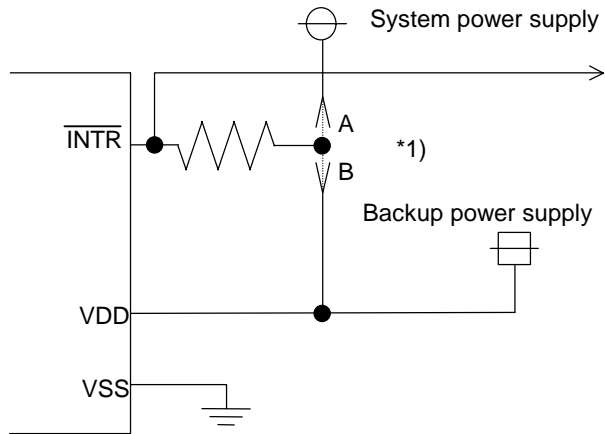 System power supply
A
INTR
*1)
B
Backup power supply
VDD
VSS